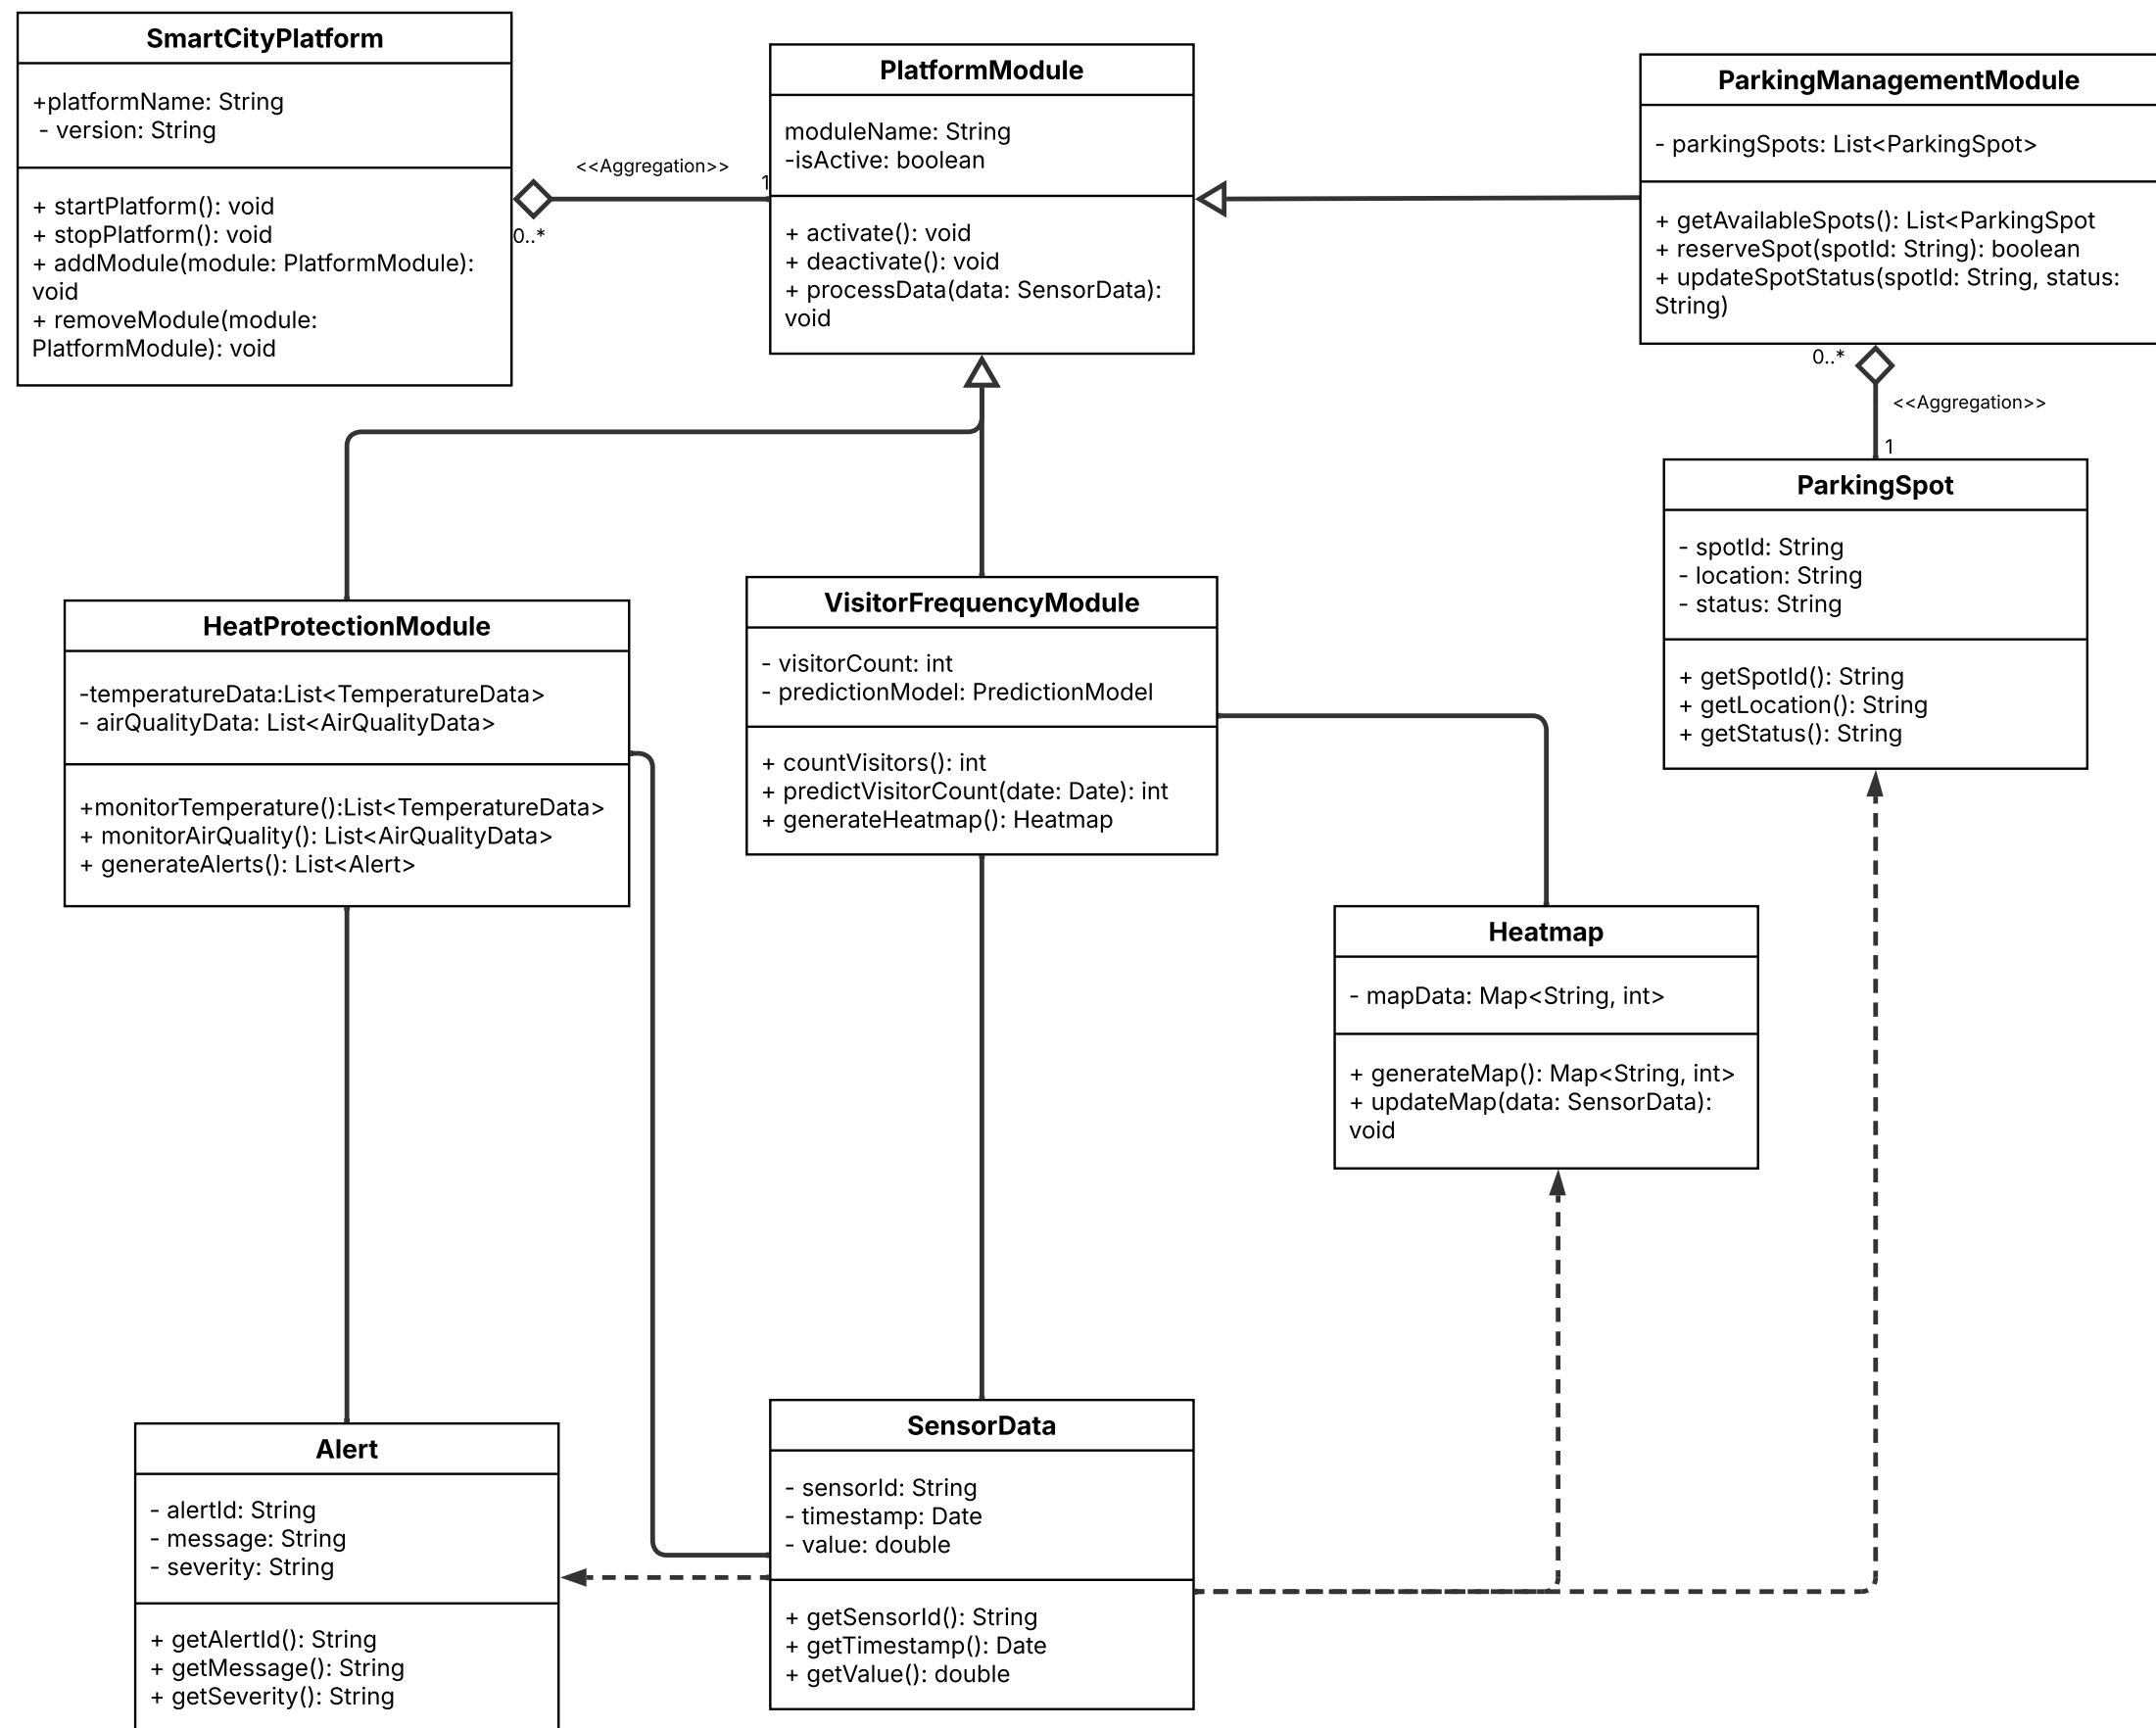 SmartCityPlatform
+platformName: String
- version: String
+ startPlatform(): void
+ stopPlatform(): void
+ addModule(module: PlatformModule):
void
+ removeModule(module:
PlatformModule): void
<<Aggregation>>
1
0..*
PlatformModule
moduleName: String
-isActive: boolean
+ activate(): void
+ deactivate(): void
+ processData(data: SensorData):
void
ParkingManagementModule
- parkingSpots: List<ParkingSpot>
+ getAvailableSpots(): List<ParkingSpot
+ reserveSpot(spotId: String): boolean
+ updateSpotStatus(spotId: String, status:
String)
0..*
<<Aggregation>>
1
ParkingSpot
- spotId: String
- location: String
- status: String
+ getSpotId(): String
+ getLocation(): String
+ getStatus(): String
HeatProtectionModule
-temperatureData:List<TemperatureData>
- airQualityData: List<AirQualityData>
+monitorTemperature():List<TemperatureData>
+ monitorAirQuality(): List<AirQualityData>
+ generateAlerts(): List<Alert>
VisitorFrequencyModule
- visitorCount: int
- predictionModel: PredictionModel
+ countVisitors(): int
+ predictVisitorCount(date: Date): int
+ generateHeatmap(): Heatmap
Heatmap
- mapData: Map<String, int>
+ generateMap(): Map<String, int>
+ updateMap(data: SensorData):
void
Alert
- alertId: String
- message: String
- severity: String
+ getAlertId(): String
+ getMessage(): String
+ getSeverity(): String
SensorData
- sensorId: String
- timestamp: Date
- value: double
+ getSensorId(): String
+ getTimestamp(): Date
+ getValue(): double